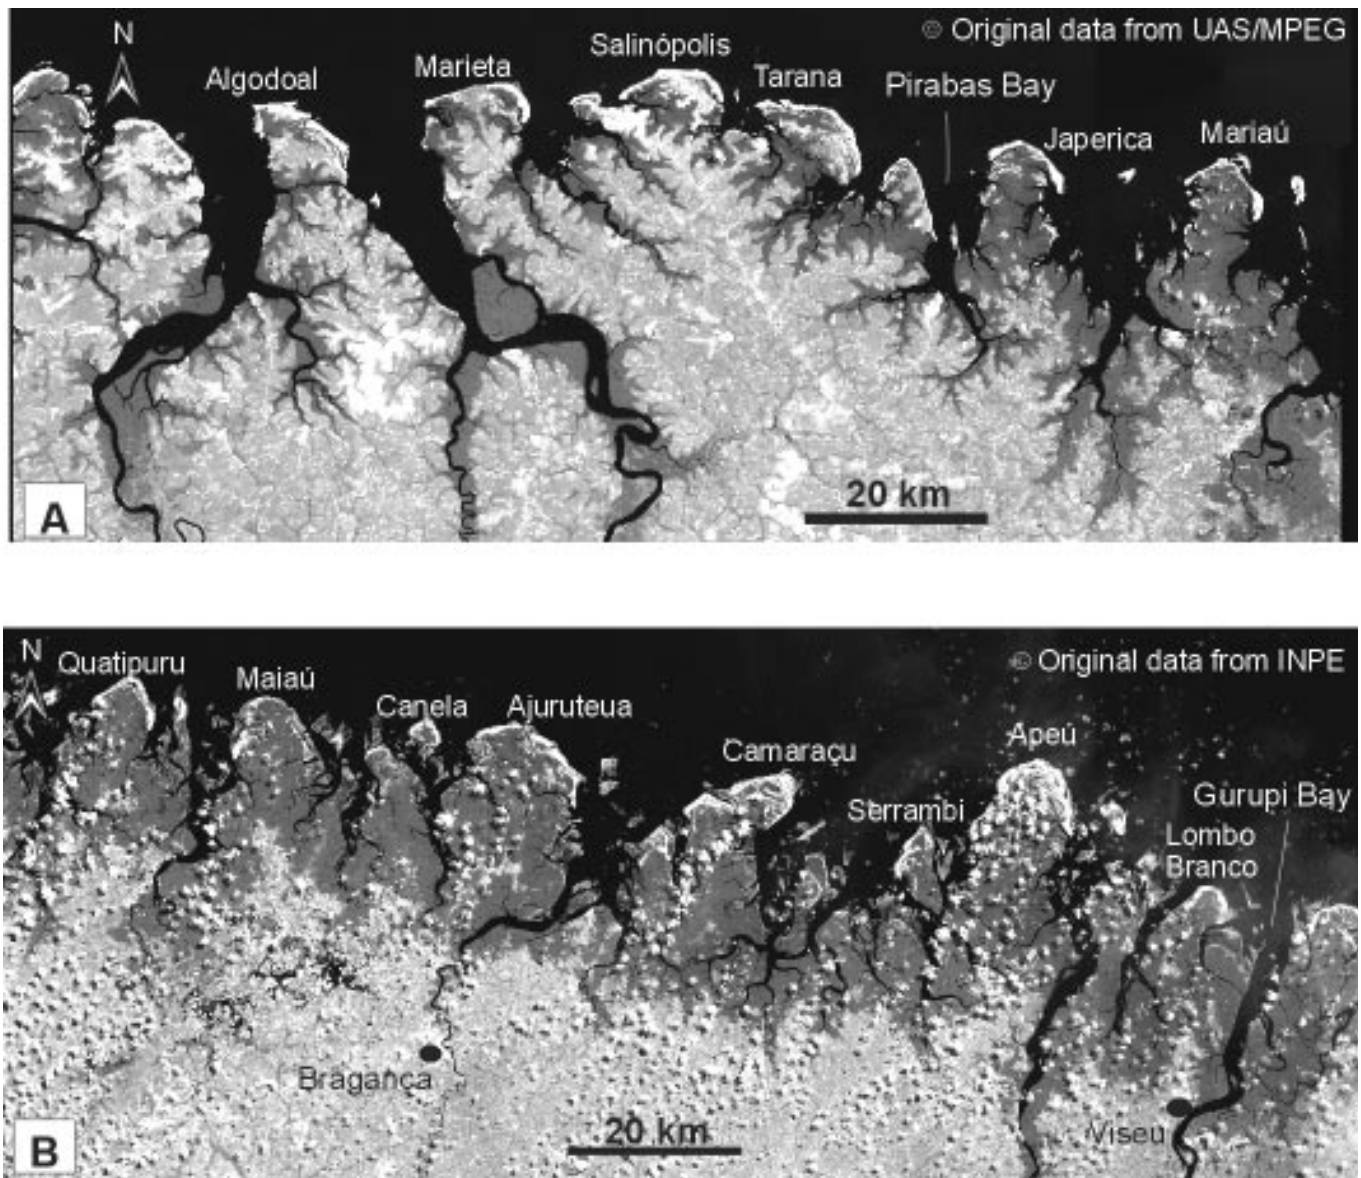 © Original data from UAS/MPEG
N
Algodoal
Marieta
Salinópolis
Tarana
Pirabas Bay
Japerica
Mariaú
20 km
A
N
Quatipuru
Maiaú
Canela
Ajuruteua
Camaraçu
Serrambi
Apeú
Gurupi Bay
Lombo
Branco
© Original data from INPE
Bragança
Viseu
20 km
B